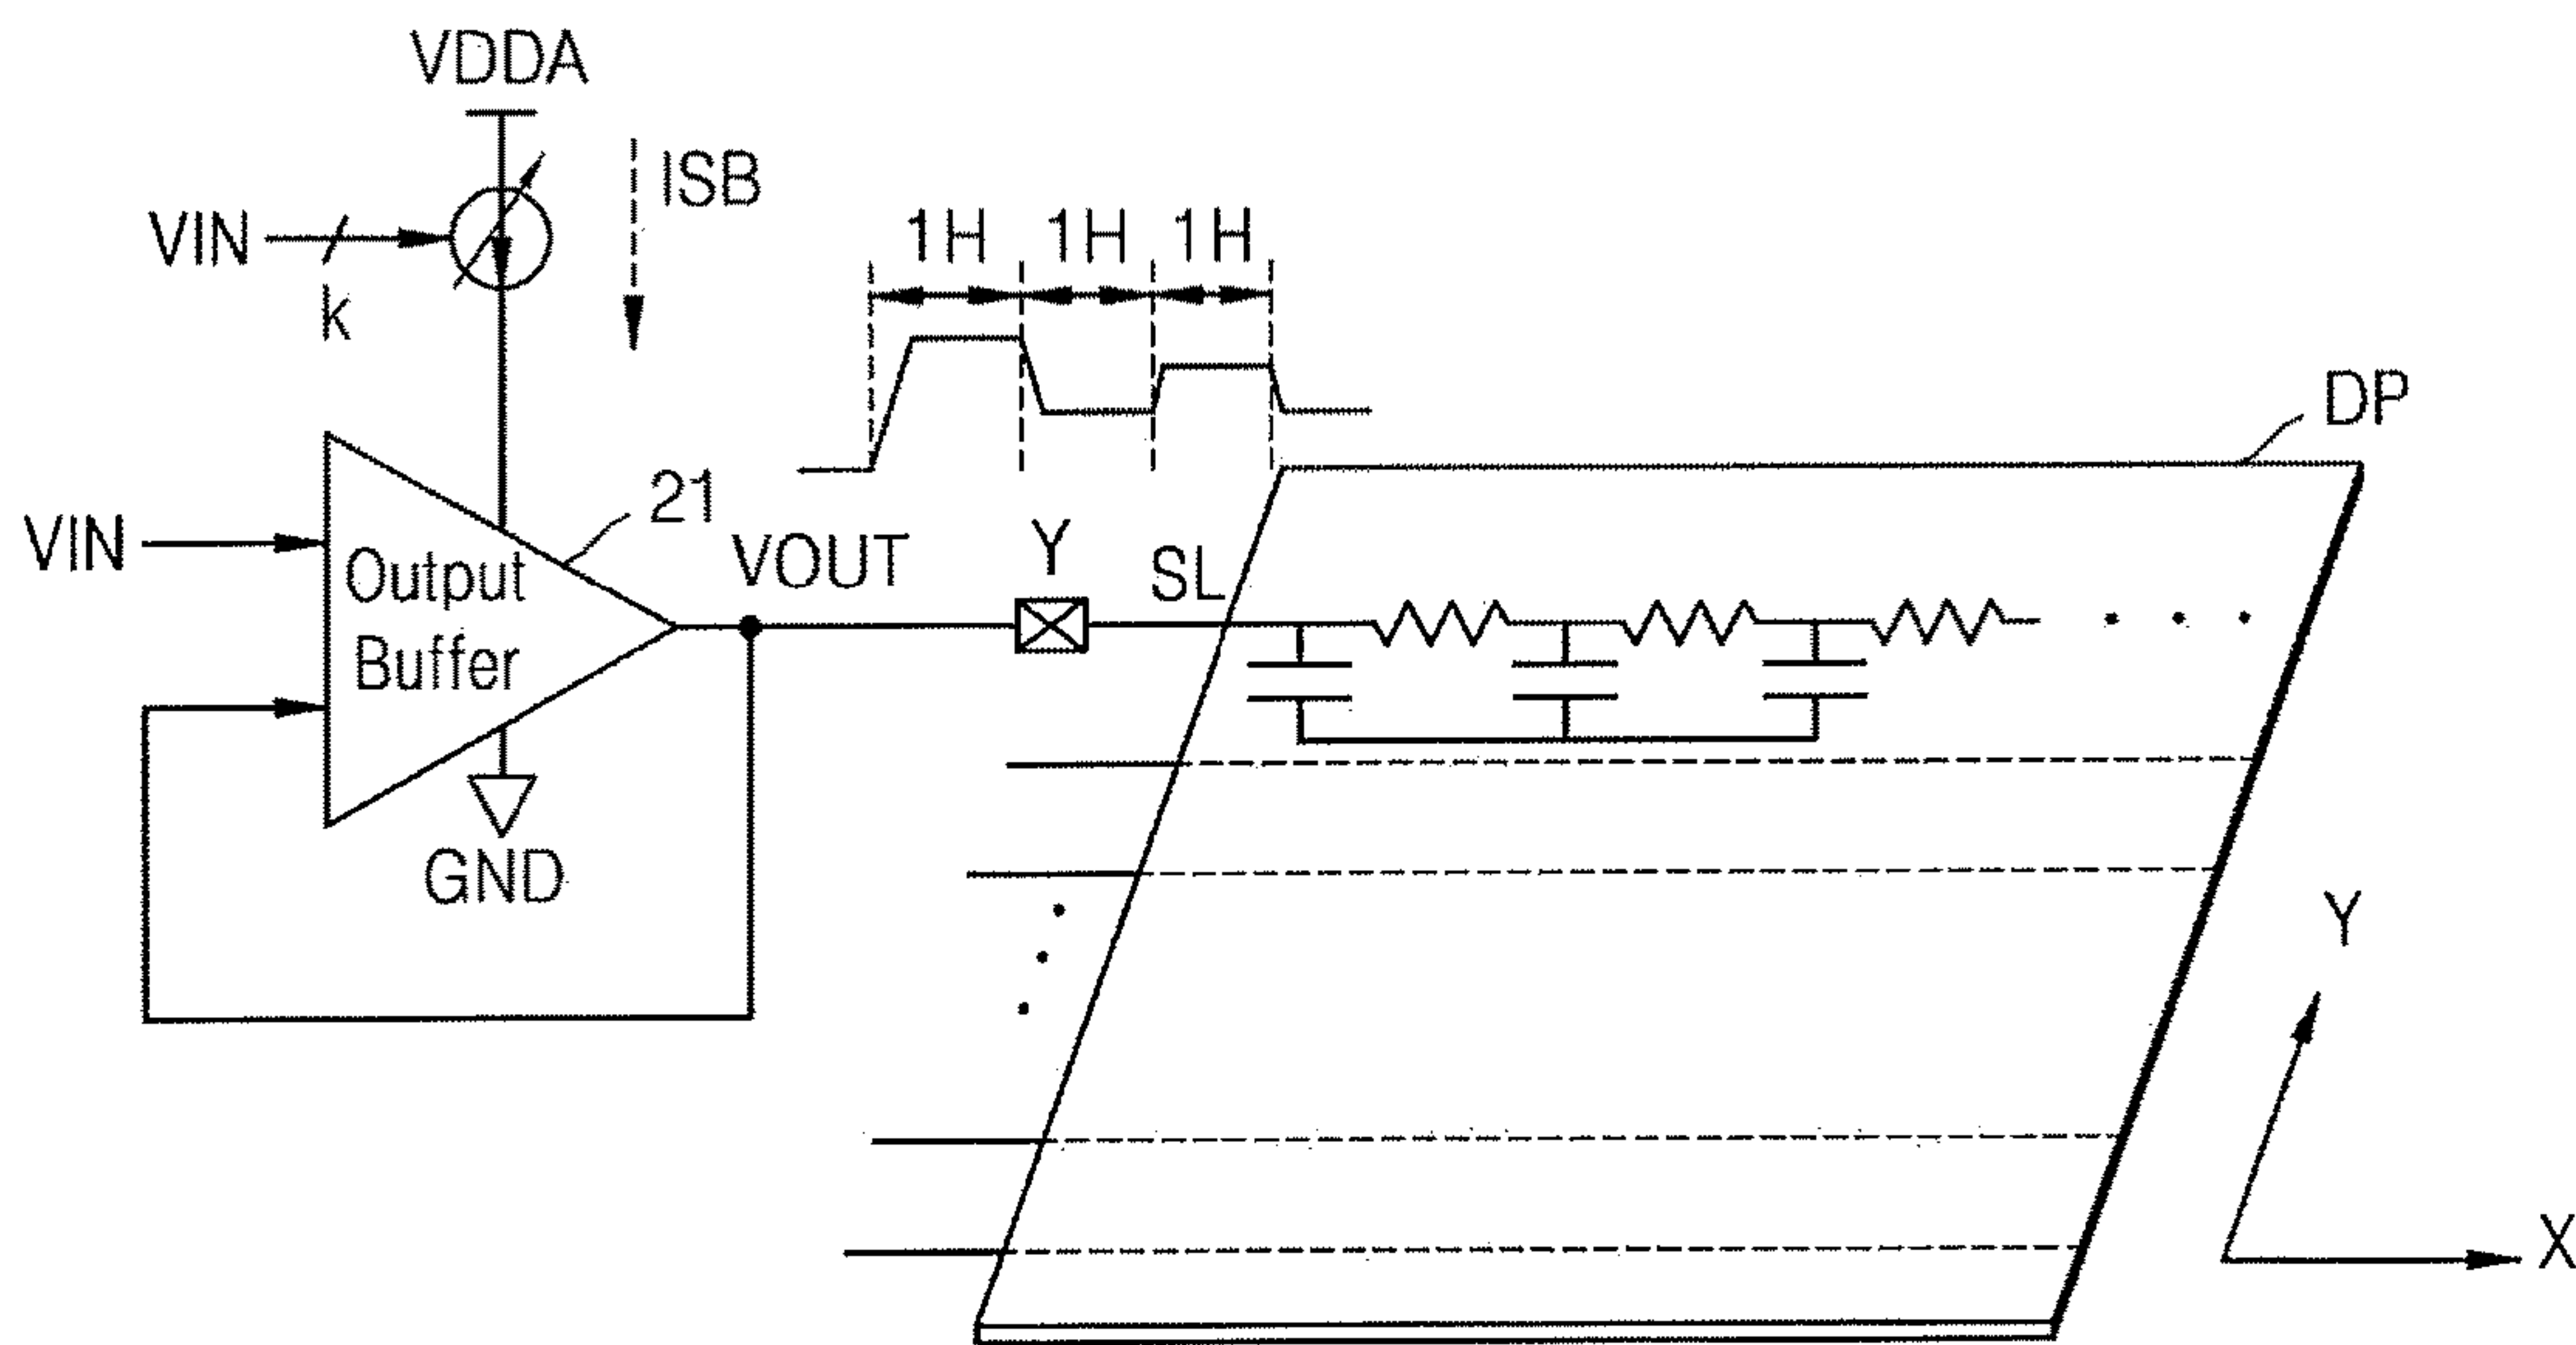 VDDA
ISB
VIN
k
1H 1H 1H
DP
21
VIN
Output
Buffer
VOUT
Y
SL
GND
Y
X